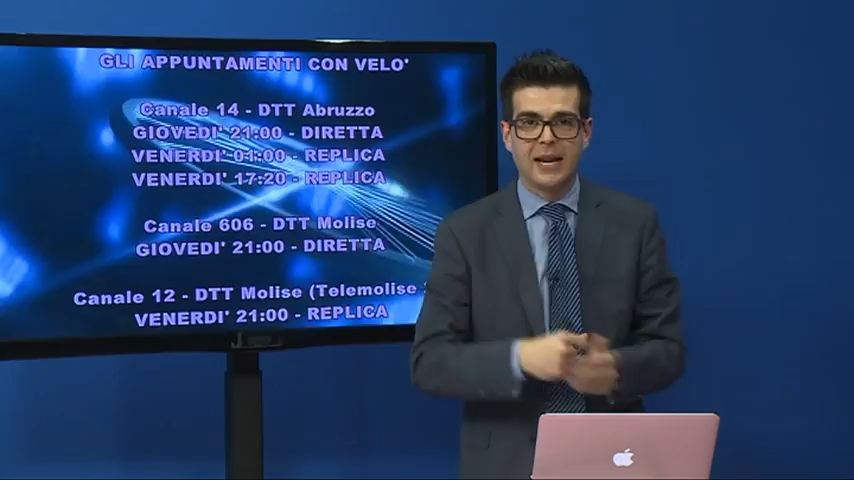 GLI APPUNTAMENTI CON VELO'
Canale 14 - DTT Abruzzo
GIOVEDI' 21:00 - DIRETTA
VENERDI' 01:00 - REPLICA
VENERDI' 17:20 - REPLICA
Canale 606 - DTT Molise
GIOVEDI' 21:00 - DIRETTA
Canale 12 - DTT Molise (Telemolise
VENERDI' 21:00 - REPLICA